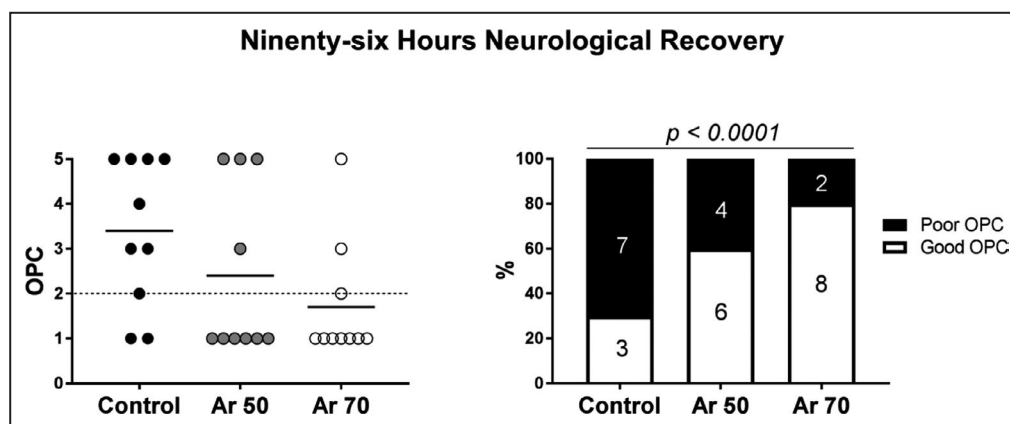 Ninenty-six Hours Neurological Recovery
OPC
5
4
3
2
1
0
Control
Ar 50
Ar 70
p < 0.0001
%
100
80
60
40
20
0
7
3
4
6
2
8
Control
Ar 50
Ar 70
Poor OPC
Good OPC